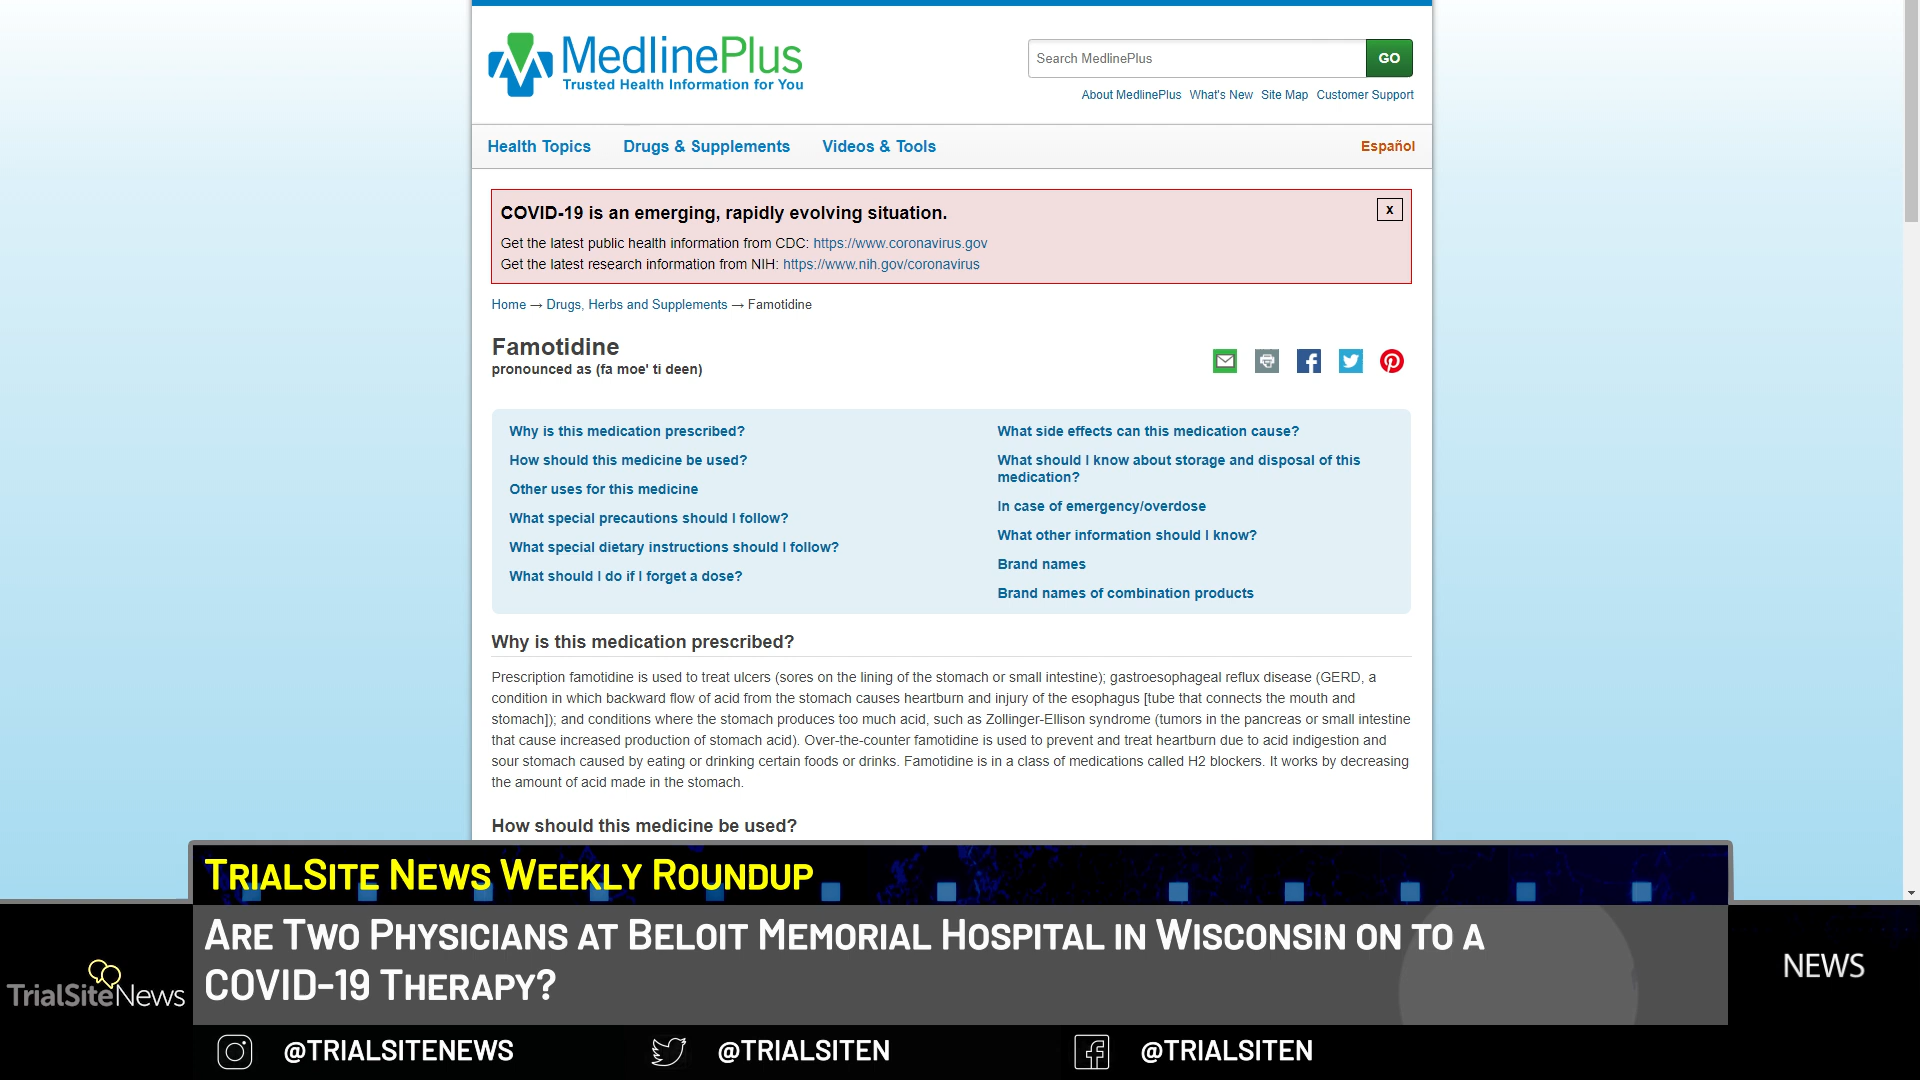 MedlinePlus
Trusted Health Information for You
Search MedlinePlus
GO
About MedlinePlus What's New Site Map Customer Support
Health Topics Drugs & Supplements Videos & Tools Español
COVID-19 is an emerging, rapidly evolving situation.
x
Get the latest public health information from CDC: https://www.coronavirus.gov
Get the latest research information from NIH: https://www.nih.gov/coronavirus
Home → Drugs, Herbs and Supplements → Famotidine
Famotidine
pronounced as (fa moe' ti deen)
Why is this medication prescribed?
How should this medicine be used?
Other uses for this medicine
What special precautions should I follow?
What special dietary instructions should I follow?
What should I do if I forget a dose?
What side effects can this medication cause?
What should I know about storage and disposal of this
medication?
In case of emergency/overdose
What other information should I know?
Brand names
Brand names of combination products
Why is this medication prescribed?
Prescription famotidine is used to treat ulcers (sores on the lining of the stomach or small intestine); gastroesophageal reflux disease (GERD, a
condition in which backward flow of acid from the stomach causes heartburn and injury of the esophagus [tube that connects the mouth and
stomach]); and conditions where the stomach produces too much acid, such as Zollinger-Ellison syndrome (tumors in the pancreas or small intestine
that cause increased production of stomach acid). Over-the-counter famotidine is used to prevent and treat heartburn due to acid indigestion and
sour stomach caused by eating or drinking certain foods or drinks. Famotidine is in a class of medications called H2 blockers. It works by decreasing
the amount of acid made in the stomach.
How should this medicine be used?
TrialSite News Weekly Roundup
Are Two Physicians at Beloit Memorial Hospital in Wisconsin on to a
COVID-19 Therapy?
TrialSiteNews
NEWS
@TRIALSITENEWS
@TRIALSITEN
@TRIALSITEN